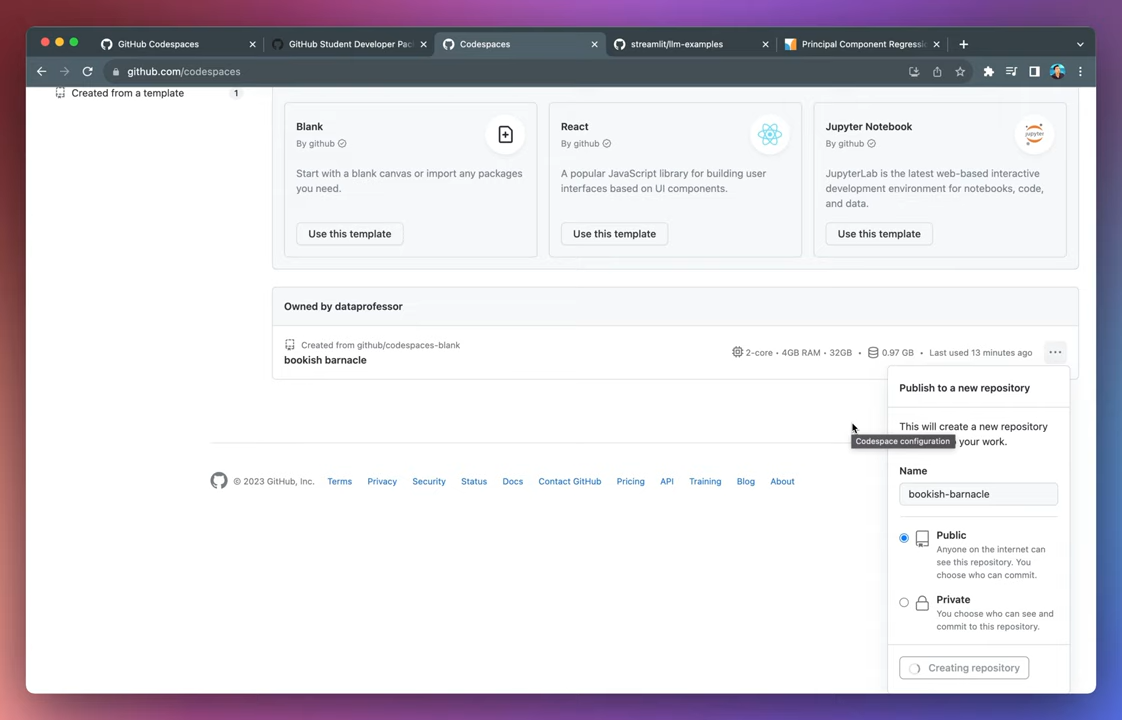 GitHub Codespaces
GitHub Student Developer Pac
Codespaces
streamlit/llm-examples
Principal Component Regressi
github.com/codespaces
Created from a template
1
Blank
By github
Start with a blank canvas or import any packages
you need.
Use this template
React
By github
A popular JavaScript library for building user
interfaces based on UI components.
Use this template
Jupyter Notebook
By github
JupyterLab is the latest web-based interactive
development environment for notebooks, code,
and data.
Use this template
jupyter
Owned by dataprofessor
Created from github/codespaces-blank
bookish barnacle
2-core • 4GB RAM • 32GB • 0.97 GB • Last used 13 minutes ago
Publish to a new repository
This will create a new repository
your work.
Codespace configuration
Name
bookish-barnacle
Public
Anyone on the internet can
see this repository. You
choose who can commit.
Private
You choose who can see and
commit to this repository.
Creating repository
© 2023 GitHub, Inc.
Terms
Privacy
Security
Status
Docs
Contact GitHub
Pricing
API
Training
Blog
About